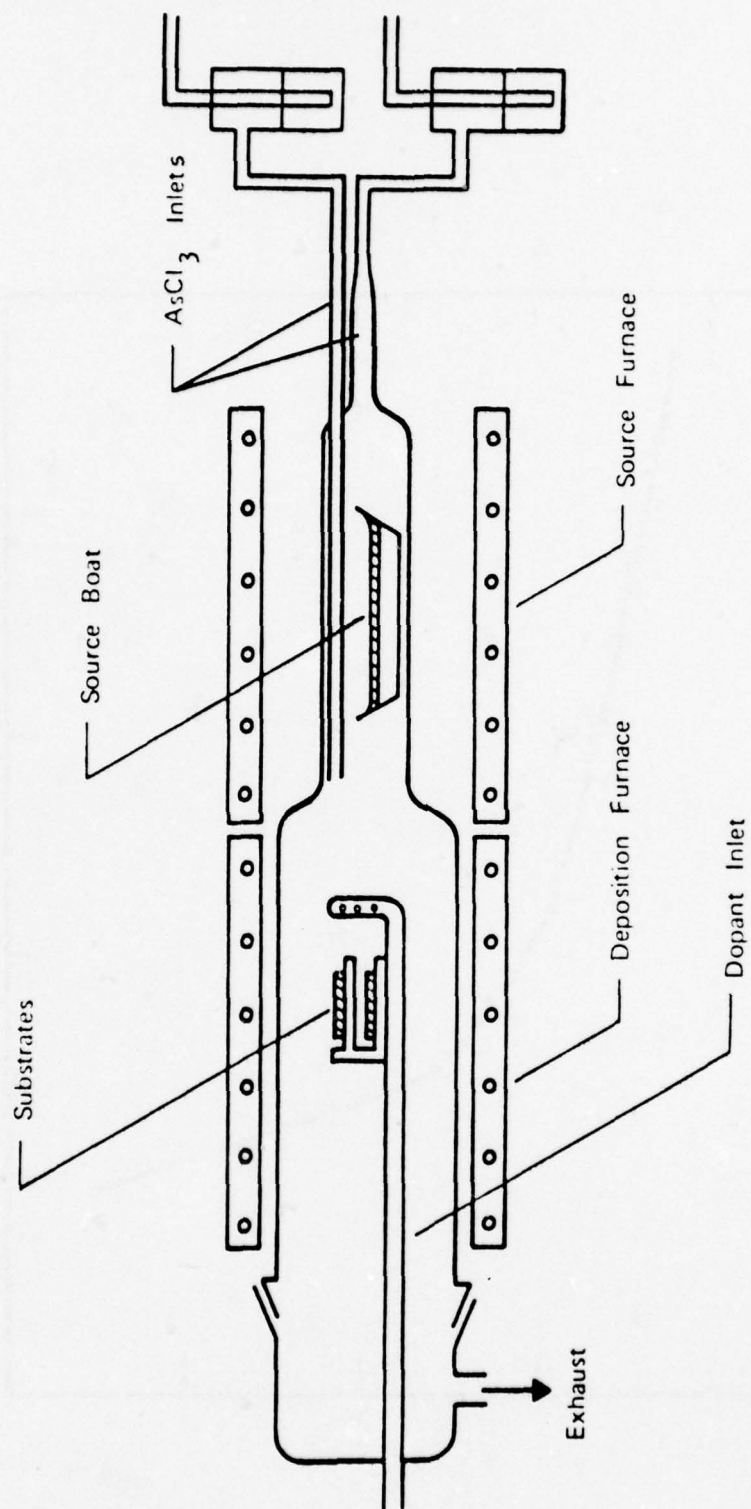 Substrates
Source Boat
AsCl3 Inlets
Exhaust
Dopant Inlet
Deposition Furnace
Source Furnace